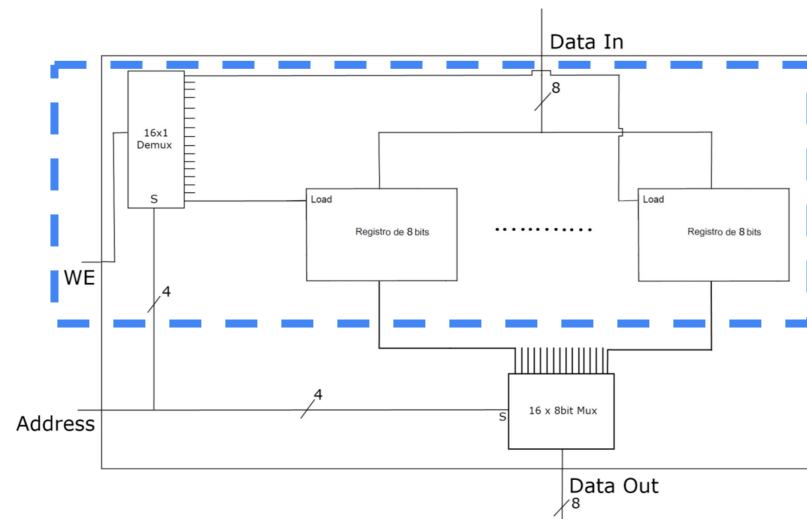 Data In
8
16x1
Demux
S
Load
Registro de 8 bits
Load
Registro de 8 bits
WE
4
4
Address
S
16 x 8bit Mux
Data Out
8